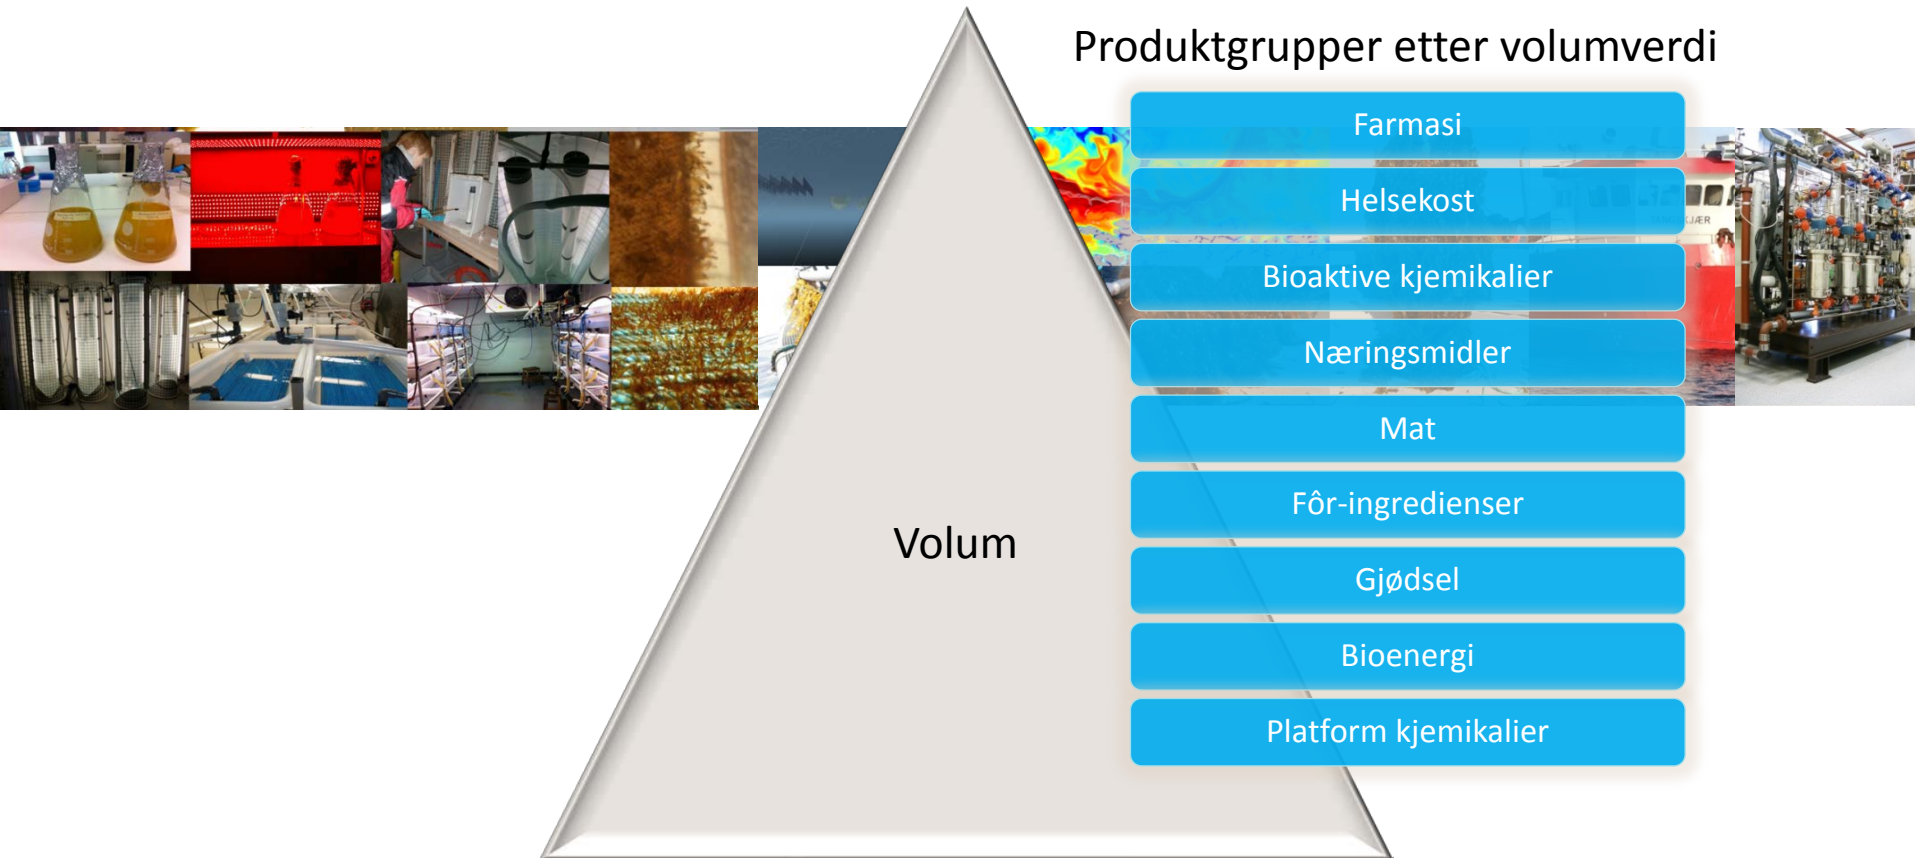 Produktgrupper etter volumverdi
Farmasi
Helsekost
Bioaktive kjemikalier
Næringsmidler
Mat
Fôr-ingredienser
Gjødsel
Bioenergi
Platform kjemikalier
Volum